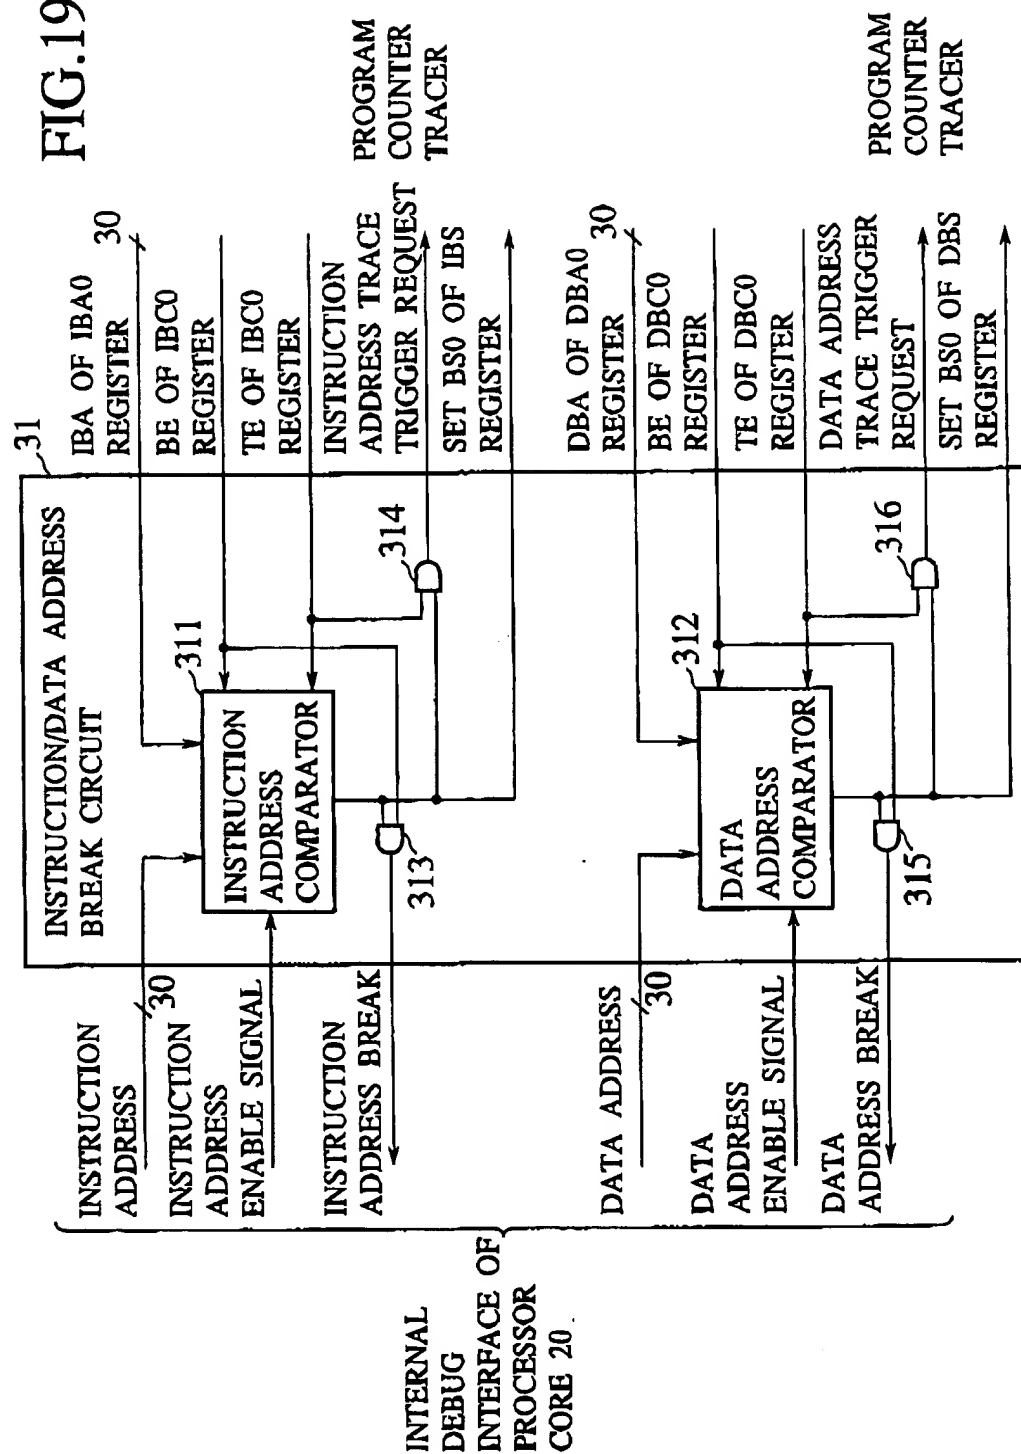 FIG.19
INSTRUCTION/DATA ADDRESS
BREAK CIRCUIT
31
INSTRUCTION
ADDRESS
30
INSTRUCTION
ADDRESS
ENABLE SIGNAL
INSTRUCTION
ADDRESS BREAK
311
INSTRUCTION
ADDRESS
COMPARATOR
313
314
IBA OF IBA0
REGISTER
30
BE OF IBC0
REGISTER
TE OF IBC0
REGISTER
INSTRUCTION
ADDRESS TRACE
TRIGGER REQUEST
SET BS0 OF IBS
REGISTER
PROGRAM
COUNTER
TRACER
INTERNAL
DEBUG
INTERFACE OF
PROCESSOR
CORE 20
DATA ADDRESS
30
DATA
ADDRESS
ENABLE SIGNAL
DATA
ADDRESS BREAK
312
DATA
ADDRESS
COMPARATOR
315
316
DBA OF DBA0
REGISTER
30
BE OF DBC0
REGISTER
TE OF DBC0
REGISTER
DATA ADDRESS
TRACE TRIGGER
REQUEST
SET BS0 OF DBS
REGISTER
PROGRAM
COUNTER
TRACER